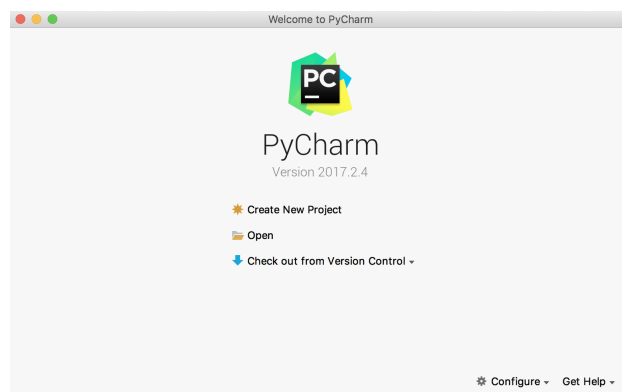 Welcome to PyCharm
PC
PyCharm
Version 2017.2.4
Create New Project
Open
Check out from Version Control
Configure
Get Help